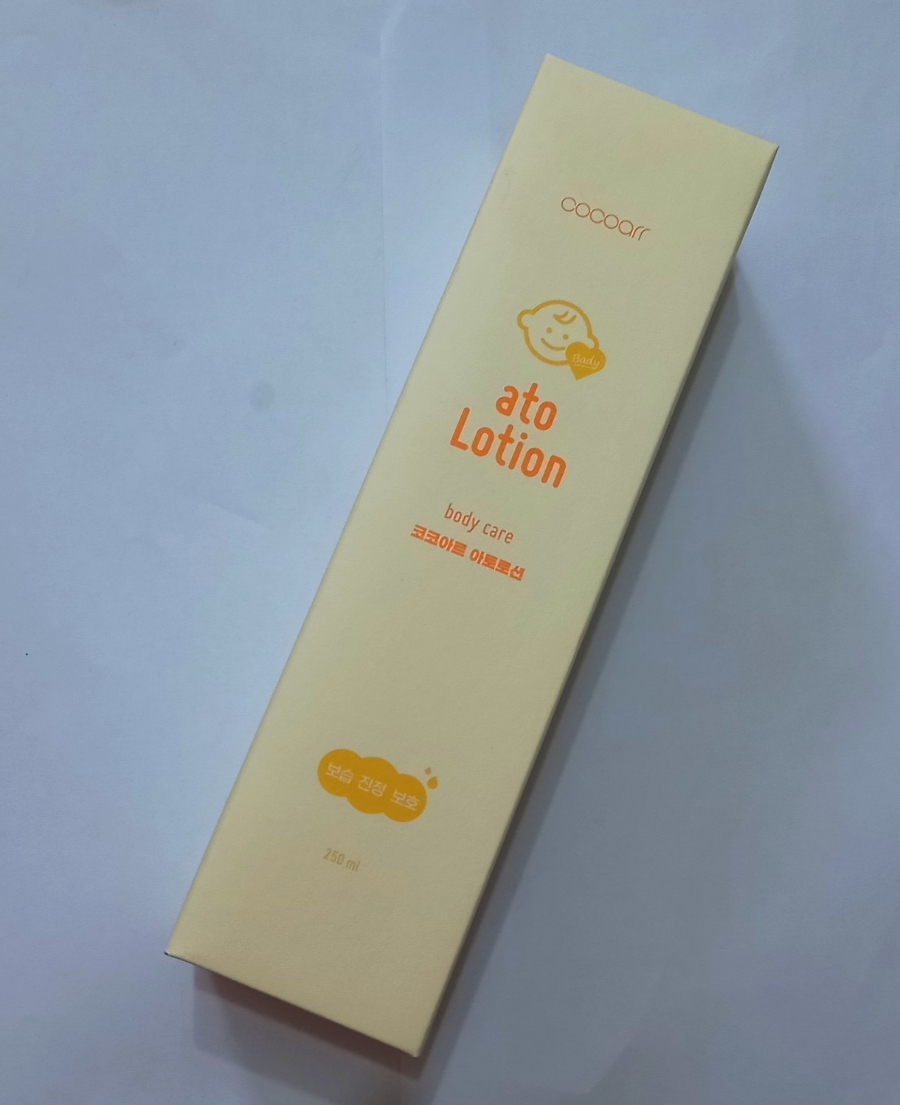 cocoarr
Bady
ato
Lotion
body care
코코아르 아토로션
보습 진정 보호
250 ml